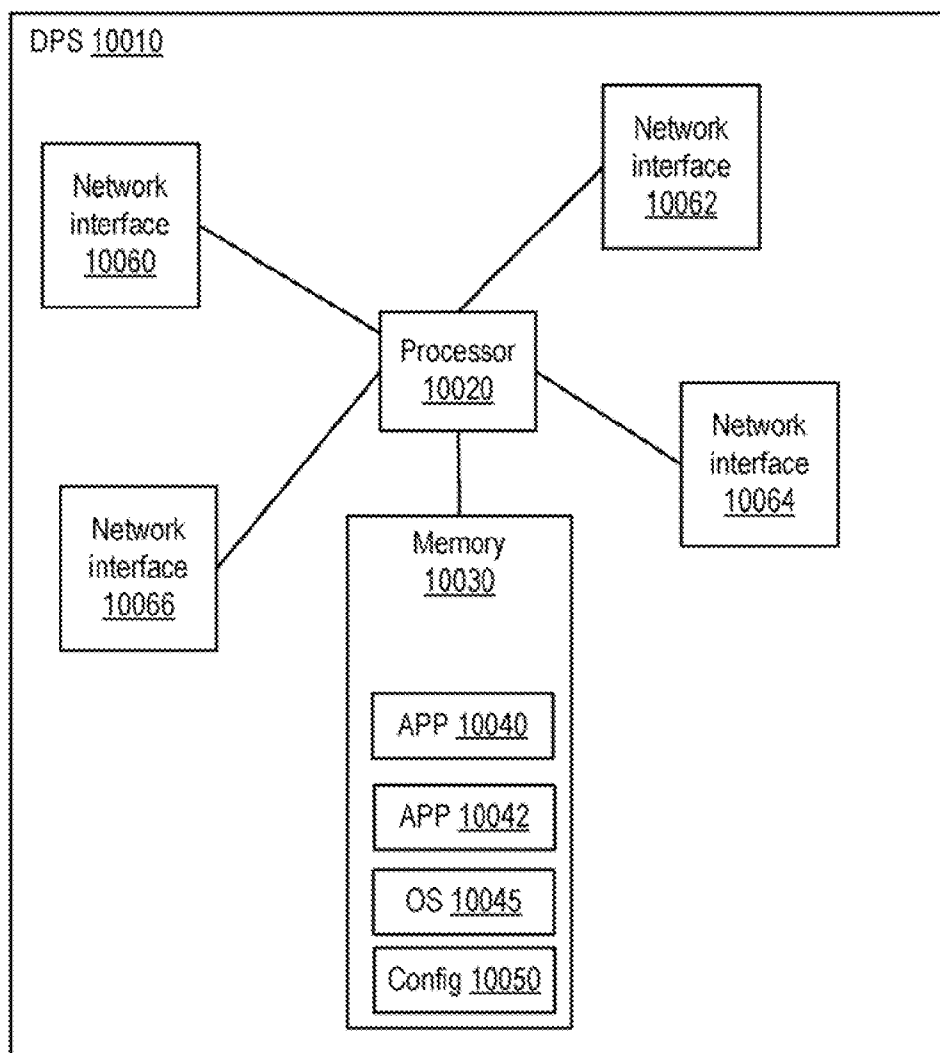 DPS 10010
Network
interface
10062
Network
interface
10060
Processor
10020
Network
interface
10064
Network
interface
10066
Memory
10030
APP 10040
APP 10042
OS 10045
Config 10050